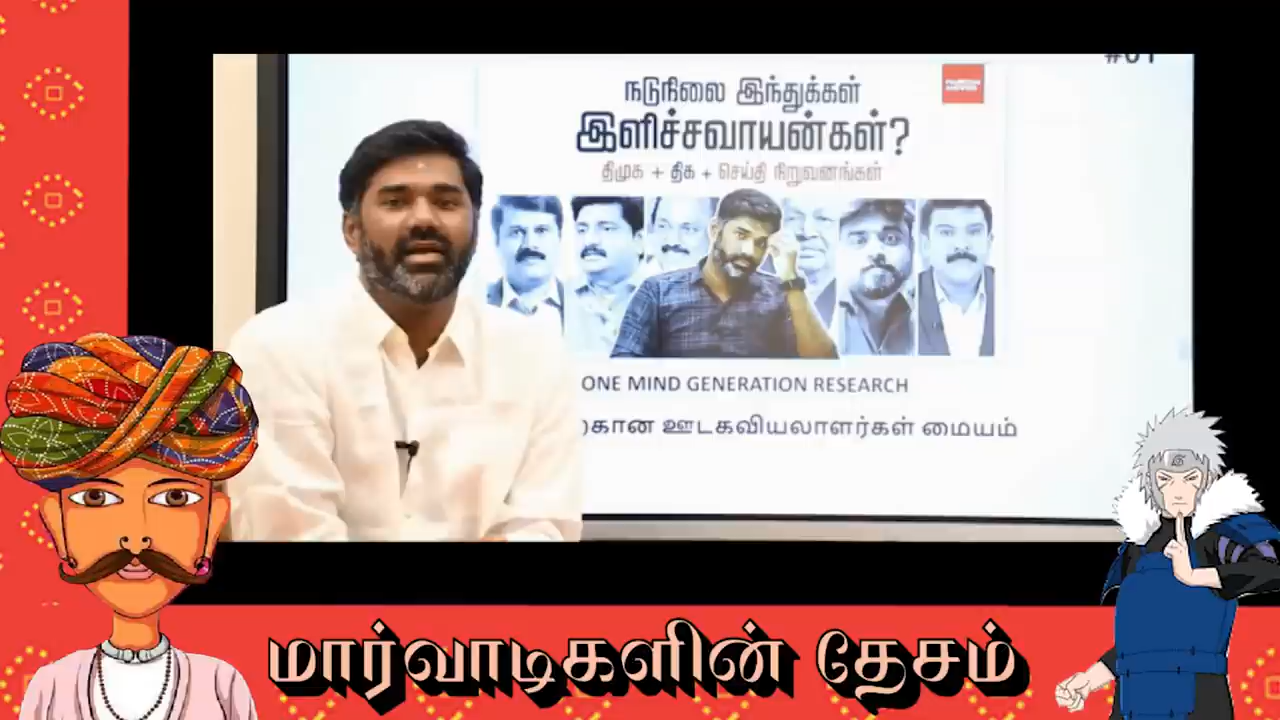 #01
நடுநிலை இந்துக்கள்
இளிச்சவாயன்கள்?
திமுக + திக + செய்தி நிறுவனங்கள்
ONE MIND GENERATION RESEARCH
ஊடகவியலாளர்கள் மையம்
மார்வாடிகளின் தேசம்